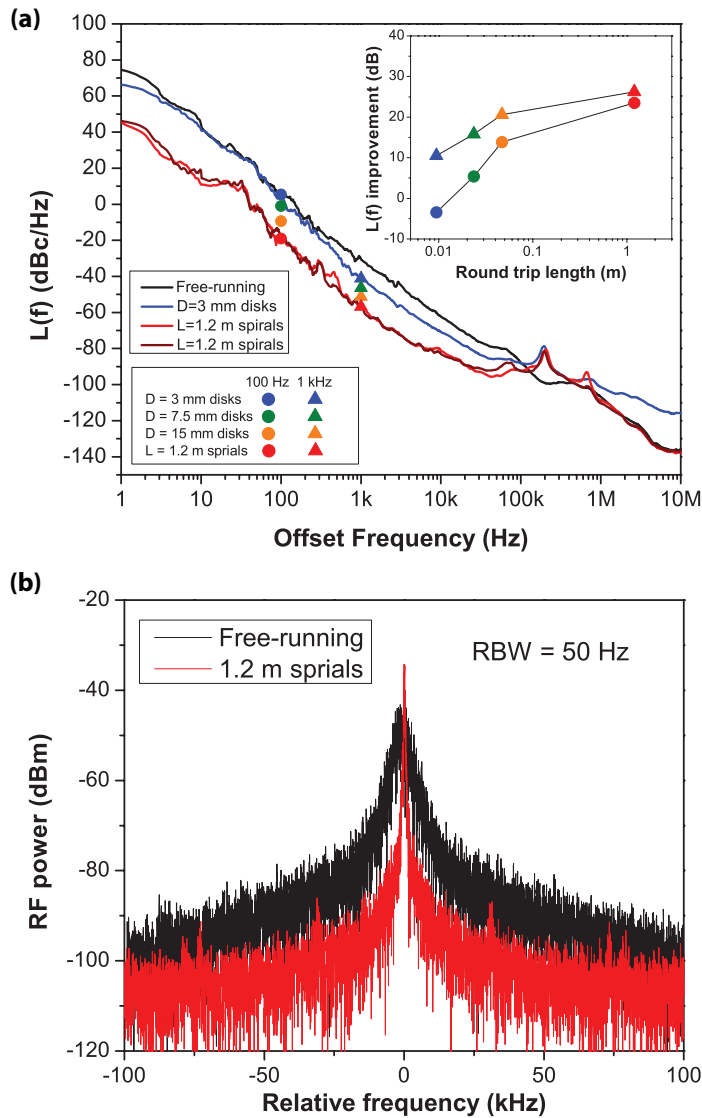 (a)
100
80
60
40
20
0
-20
-40
-60
-80
-100
-120
-140
L(f) (dBc/Hz)
1
10
100
1k
10k
100k
1M
10M
Offset Frequency (Hz)
Free-running
D=3 mm disks
L=1.2 m spirals
L=1.2 m spirals
100 Hz 1 kHz
D = 3 mm disks
D = 7.5 mm disks
D = 15 mm disks
L = 1.2 m sprials
40
30
20
10
0
-10
L(f) improvement (dB)
0.01
0.1
1
Round trip length (m)
(b)
-20
-40
-60
-80
-100
-120
RF power (dBm)
Free-running
1.2 m sprials
RBW = 50 Hz
-100
-50
0
50
100
Relative frequency (kHz)